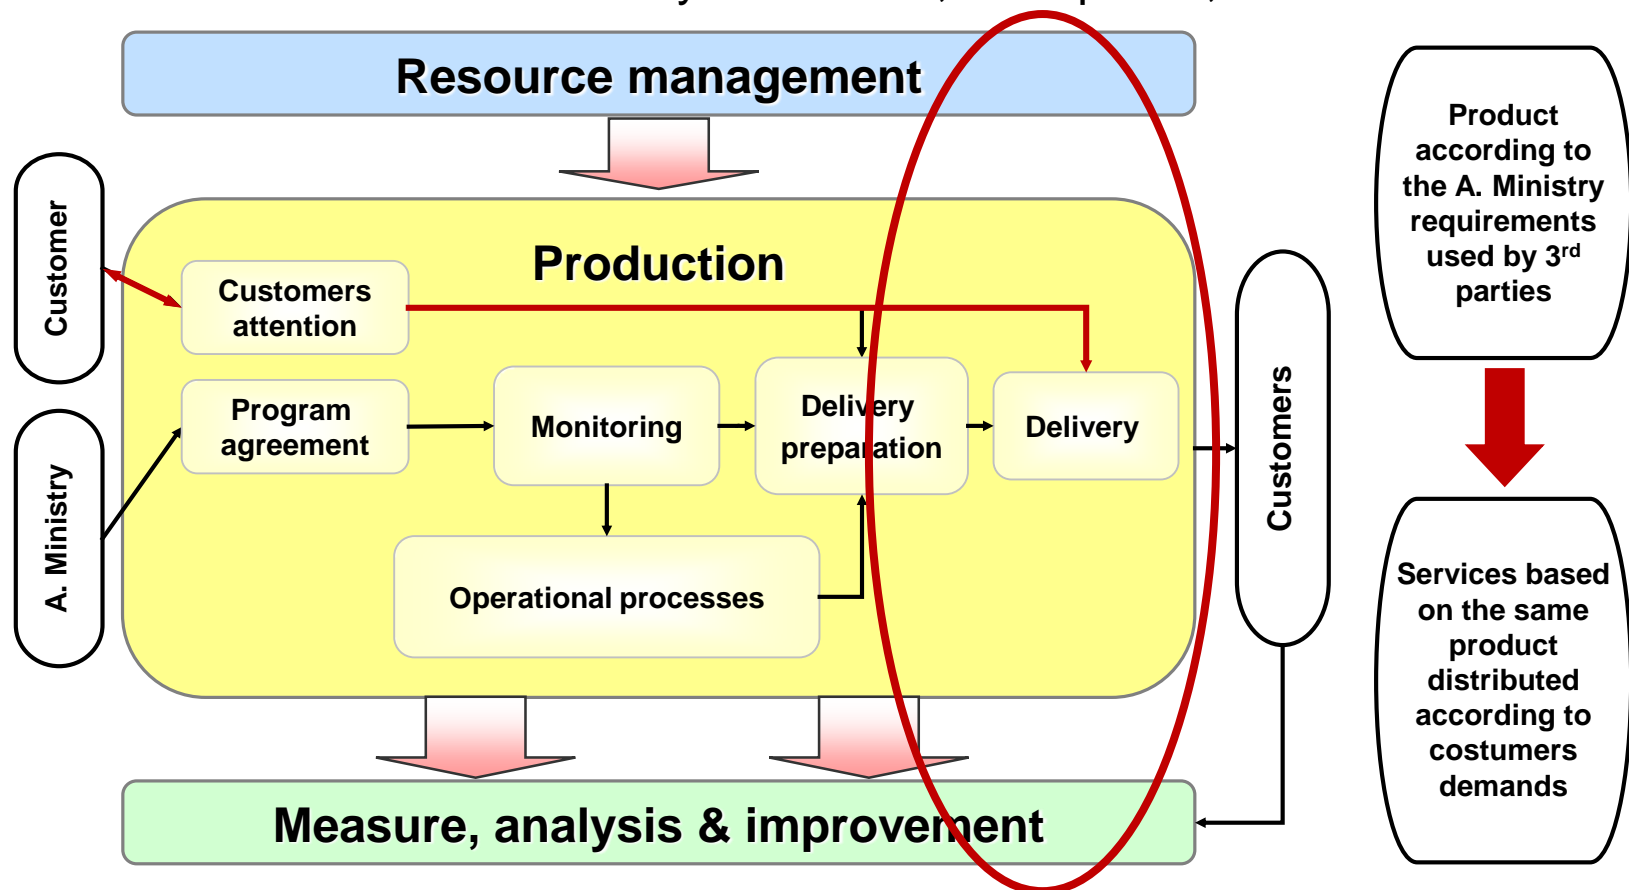 Resource management
Customer
A. Ministry
Production
Customers
attention
Program
agreement
Monitoring
Delivery
preparation
Delivery
Operational processes
Customers
Measure, analysis & improvement
Product
according to
the A. Ministry
requirements
used by 3rd
parties
Services based
on the same
product
distributed
according to
costumers
demands